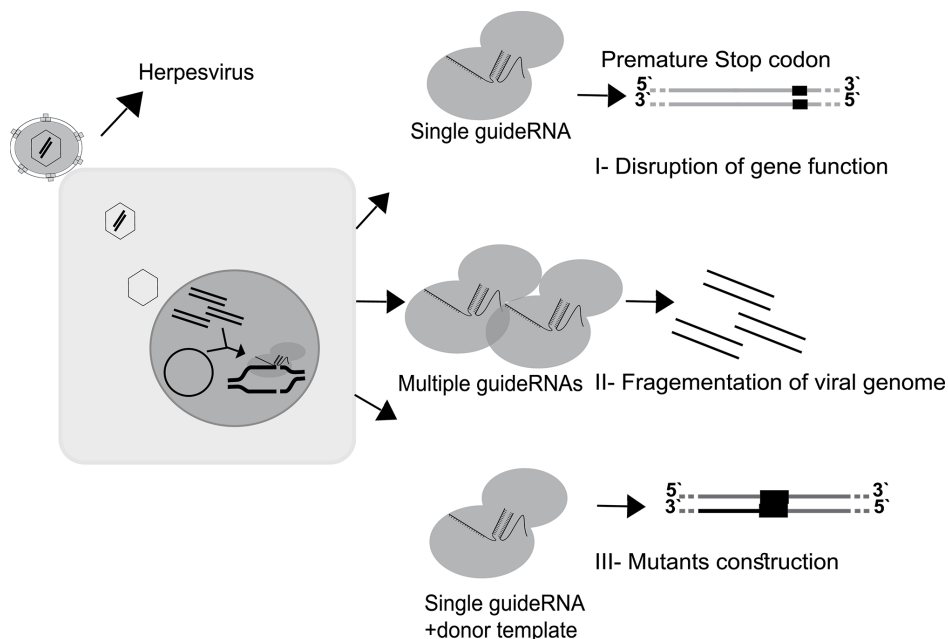 Herpesvirus
Single guideRNA
Premature Stop codon
5` 3`
3` 5`
I- Disruption of gene function
Multiple guideRNAs
II- Fragementation of viral genome
5` 3`
3` 5`
III- Mutants construction
Single guideRNA
+donor template